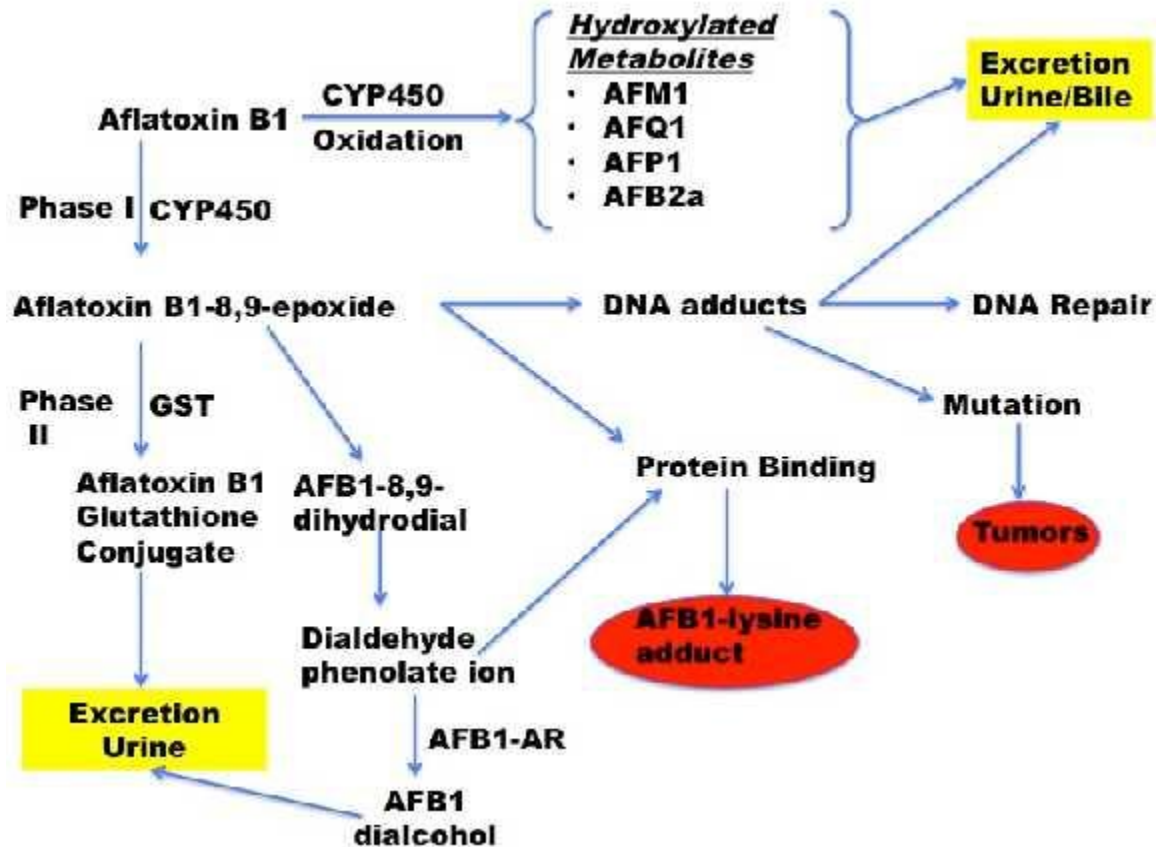 Hydroxylated
Metabolites
· AFM1
· AFQ1
· AFP1
· AFB2a
Excretion
Urine/Bile
Aflatoxin B1
CYP450
Oxidation
Phase I
CYP450
Aflatoxin B1-8,9-epoxide
DNA adducts
DNA Repair
Phase
II
GST
Mutation
Protein Binding
Aflatoxin B1
Glutathione
Conjugate
AFB1-8,9-
dihydrodial
Tumors
AFB1-lysine
adduct
Dialdehyde
phenolate ion
Excretion
Urine
AFB1-AR
AFB1
dialcohol